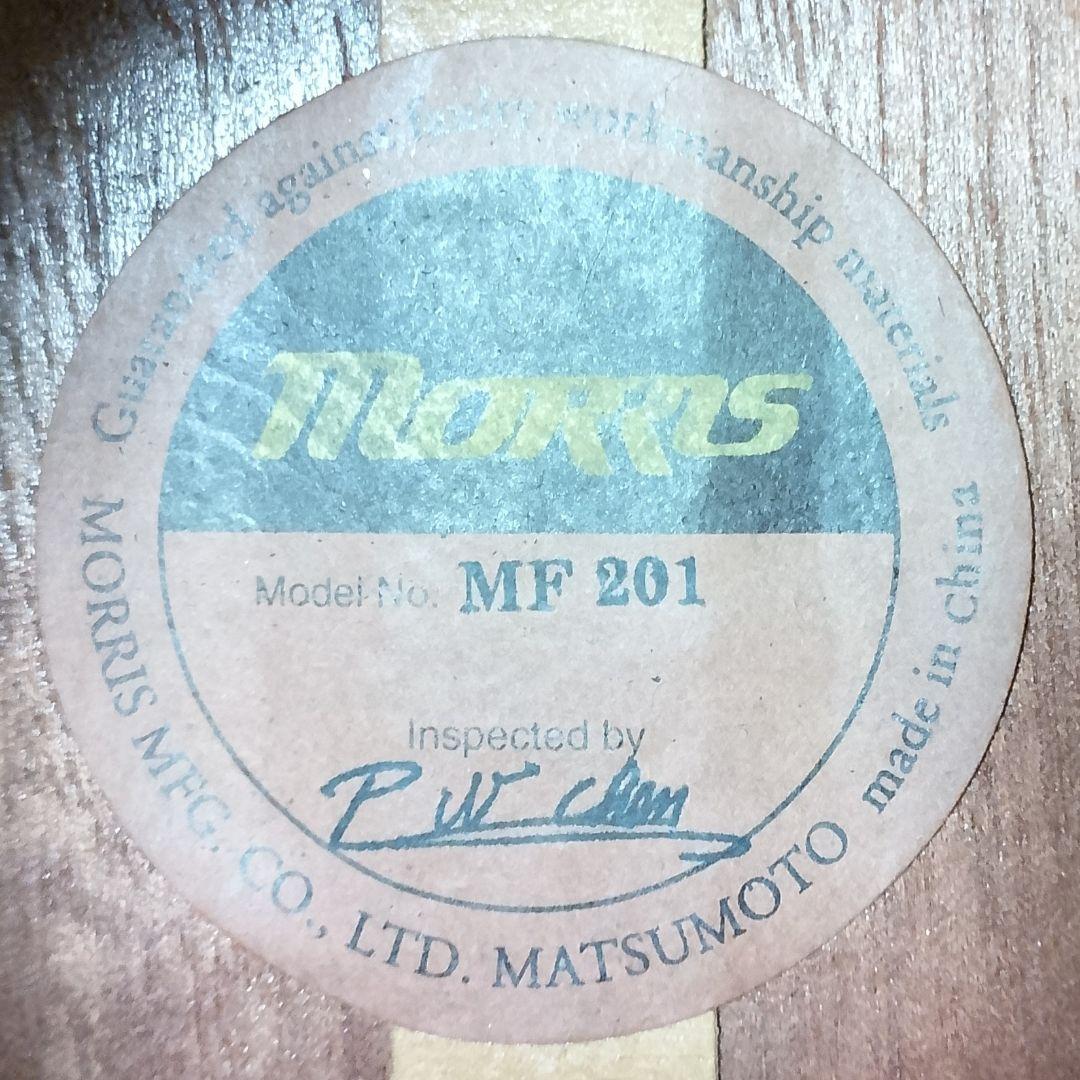 Guaranteed against faulty workmanship materials
MORRIS
Model No. MF 201
Inspected by
P W Chen
MORRIS MFG. CO., LTD. MATSUMOTO made in China